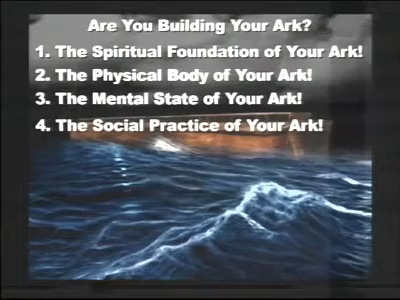 Are You Building Your Ark?
1. The Spiritual Foundation of Your Ark!
2. The Physical Body of Your Ark!
3. The Mental State of Your Ark!
4. The Social Practice of Your Ark!